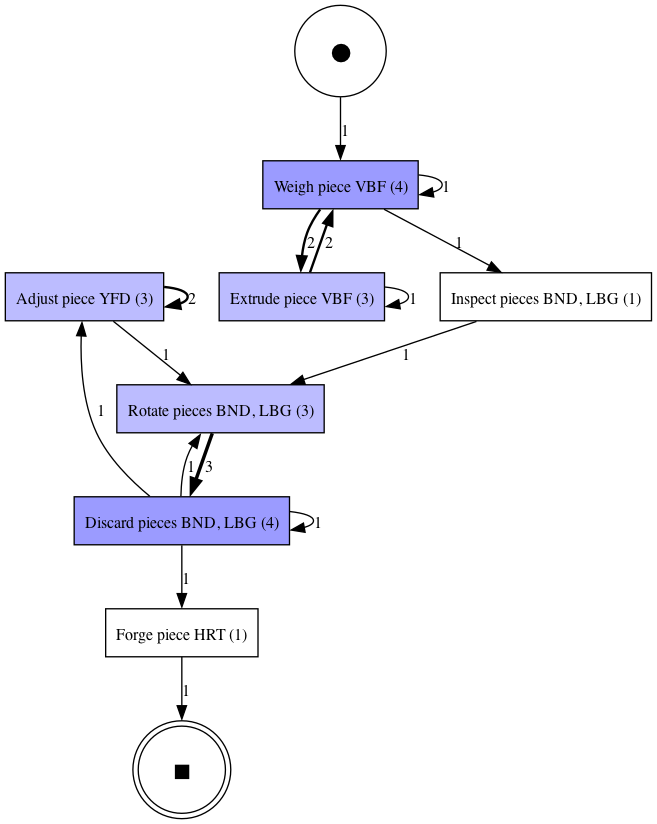 1
Weigh piece VBF (4)
1
2
2
1
Adjust piece YFD (3)
2
Extrude piece VBF (3)
1
Inspect pieces BND, LBG (1)
1
1
1
Rotate pieces BND, LBG (3)
1
3
Discard pieces BND, LBG (4)
1
1
Forge piece HRT (1)
1